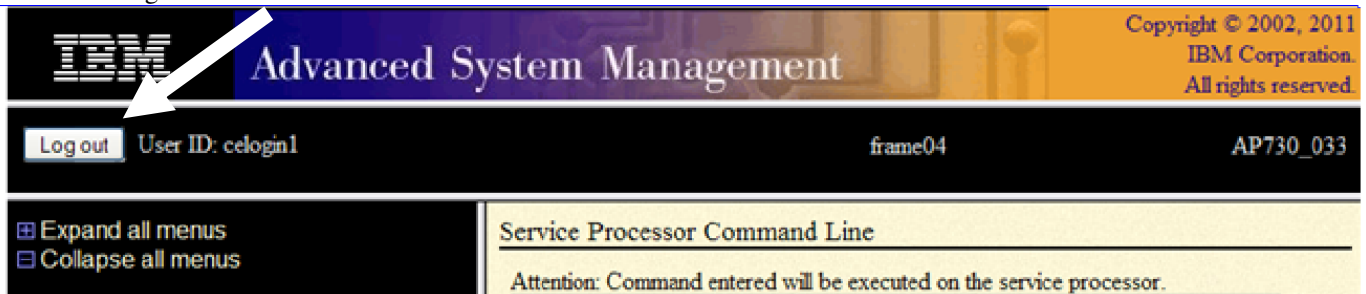 IBM
Advanced System Management
Copyright © 2002, 2011
IBM Corporation.
All rights reserved.
Log out
User ID: celogin1
frame04
AP730_033
Expand all menus
Collapse all menus
Service Processor Command Line
Attention: Command entered will be executed on the service processor.